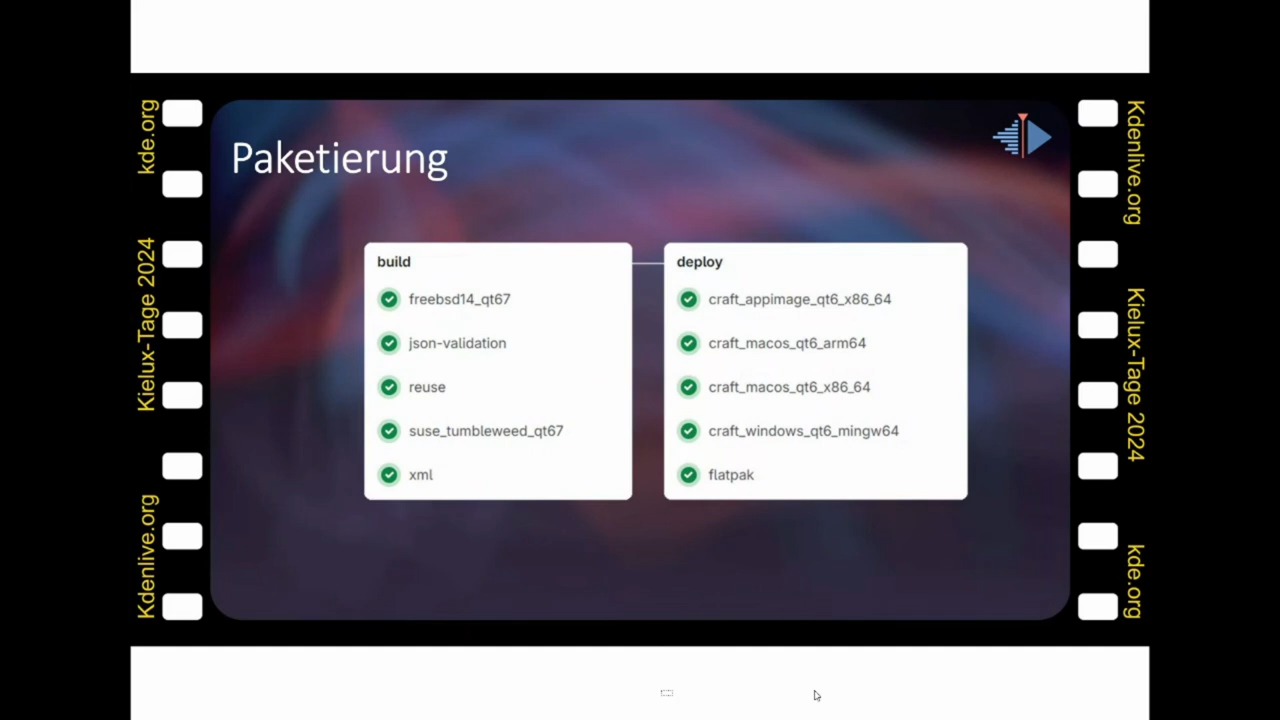 Paketierung
build
freebsd14_qt67
json-validation
reuse
suse_tumbleweed_qt67
xml
deploy
craft_appimage_qt6_x86_64
craft_macos_qt6_arm64
craft_macos_qt6_x86_64
craft_windows_qt6_mingw64
flatpak
kde.org
Kielux-Tage 2024
Kdenlive.org
Kdenlive.org
Kielux-Tage 2024
kde.org